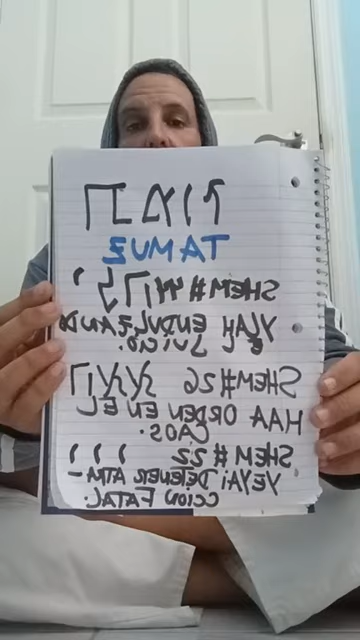 תמוז
TAMUZ
SHEM #44 ילה
YLAH ENDULZANDO
EL JUICIO.
SHEM #26 האא
HAA ORDEN EN EL
CAOS.
SHEM #22 ייי
YEYAI DETENER ATRA-
CCION FATAL.